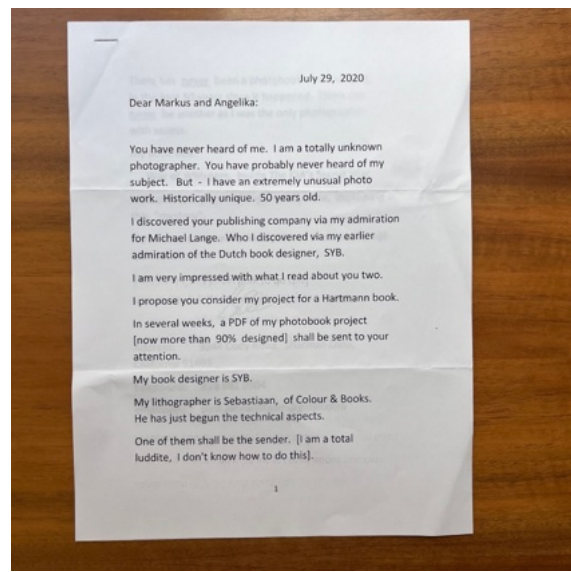 July 29, 2020
Dear Markus and Angelika:
You have never heard of me. I am a totally unknown
photographer. You have probably never heard of my
subject. But - I have an extremely unusual photo
work. Historically unique. 50 years old.
I discovered your publishing company via my admiration
for Michael Lange. Who I discovered via my earlier
admiration of the Dutch book designer, SYB.
I am very impressed with what I read about you two.
I propose you consider my project for a Hartmann book.
In several weeks, a PDF of my photobook project
[now more than 90% designed] shall be sent to your
attention.
My book designer is SYB.
My lithographer is Sebastiaan, of Colour & Books.
He has just begun the technical aspects.
One of them shall be the sender. [I am a total
luddite, I don't know how to do this].
1